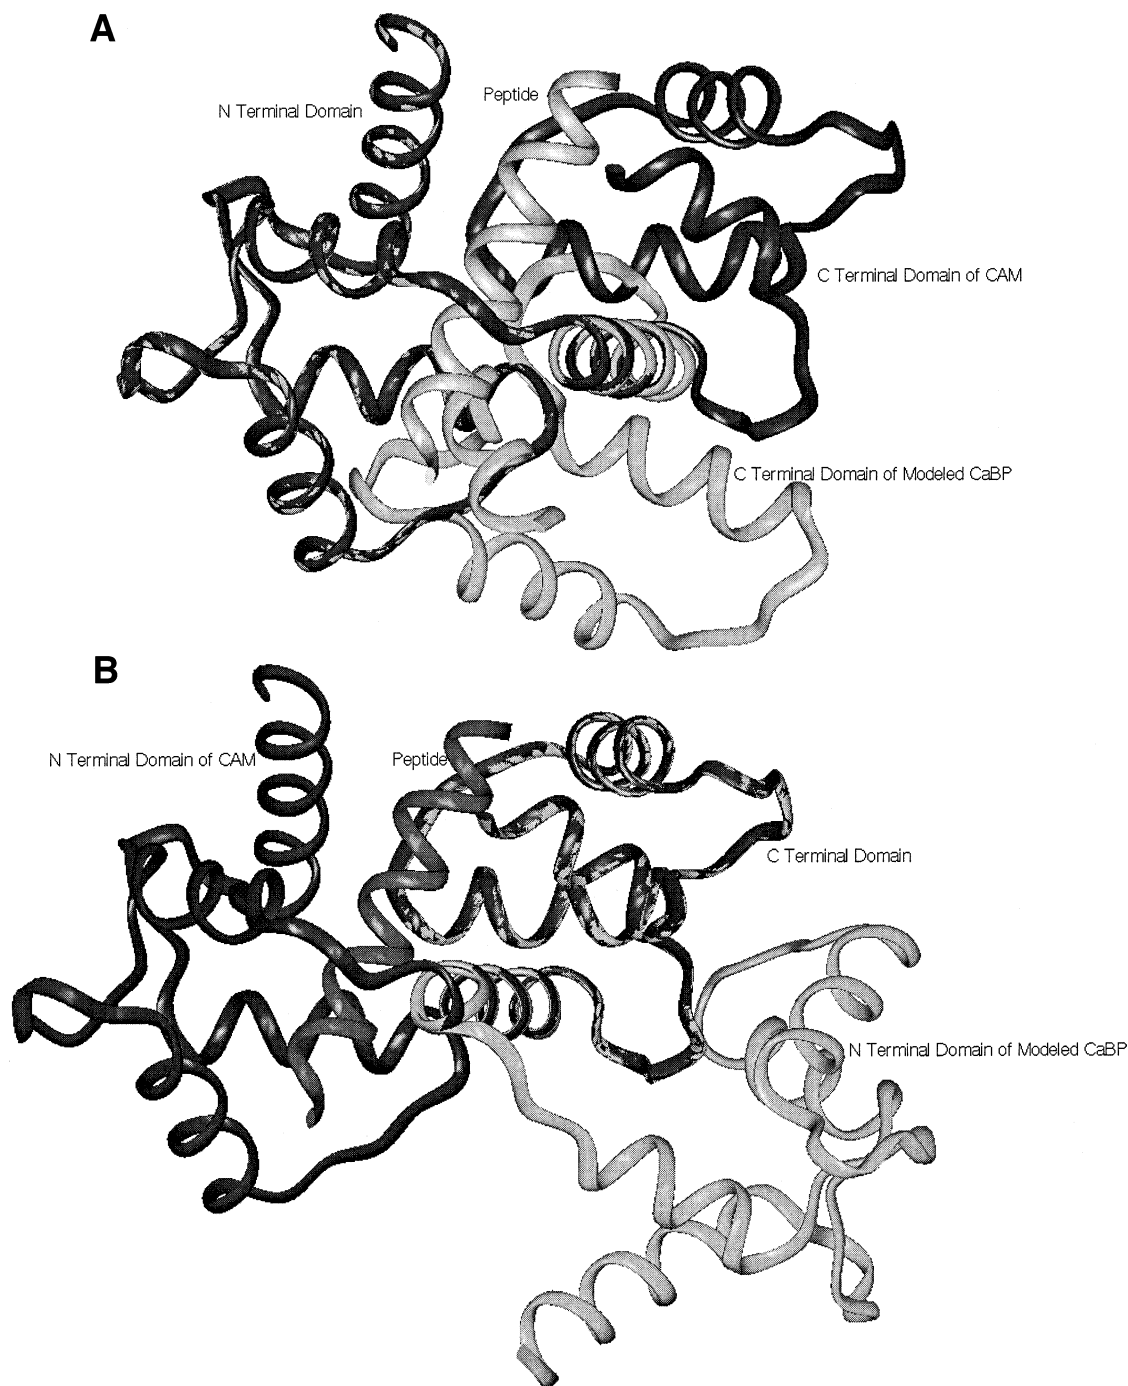 A
N Terminal Domain
Peptide
C Terminal Domain of CAM
C Terminal Domain of Modeled CaBP
B
N Terminal Domain of CAM
Peptide
C Terminal Domain
N Terminal Domain of Modeled CaBP